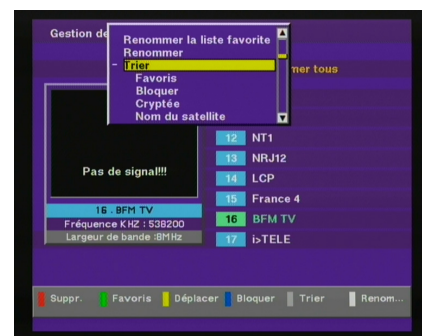 Gestion de
Renommer la liste favorite
Renommer
- Trier
Favoris
Bloquer
Cryptée
Nom du satellite
mer tous
Pas de signal!!!
16 . BFM TV
Fréquence KHZ : 538200
Largeur de bande :8MHz
12 NT1
13 NRJ12
14 LCP
15 France 4
16 BFM TV
17 i>TELE
Suppr. Favoris Déplacer Bloquer Trier Renom...